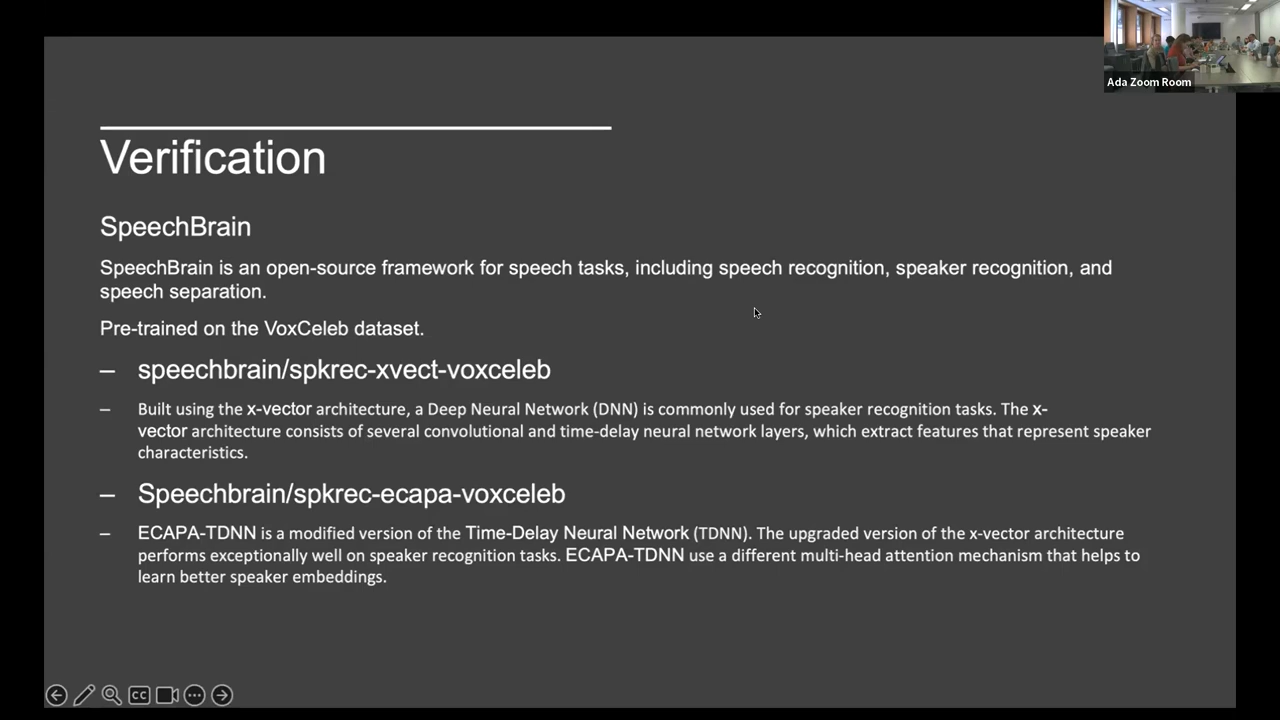 Ada Zoom Room
Verification
SpeechBrain
SpeechBrain is an open-source framework for speech tasks, including speech recognition, speaker recognition, and
speech separation.
Pre-trained on the VoxCeleb dataset.
– speechbrain/spkrec-xvect-voxceleb
– Built using the x-vector architecture, a Deep Neural Network (DNN) is commonly used for speaker recognition tasks. The x-
vector architecture consists of several convolutional and time-delay neural network layers, which extract features that represent speaker
characteristics.
– Speechbrain/spkrec-ecapa-voxceleb
– ECAPA-TDNN is a modified version of the Time-Delay Neural Network (TDNN). The upgraded version of the x-vector architecture
performs exceptionally well on speaker recognition tasks. ECAPA-TDNN use a different multi-head attention mechanism that helps to
learn better speaker embeddings.
CC